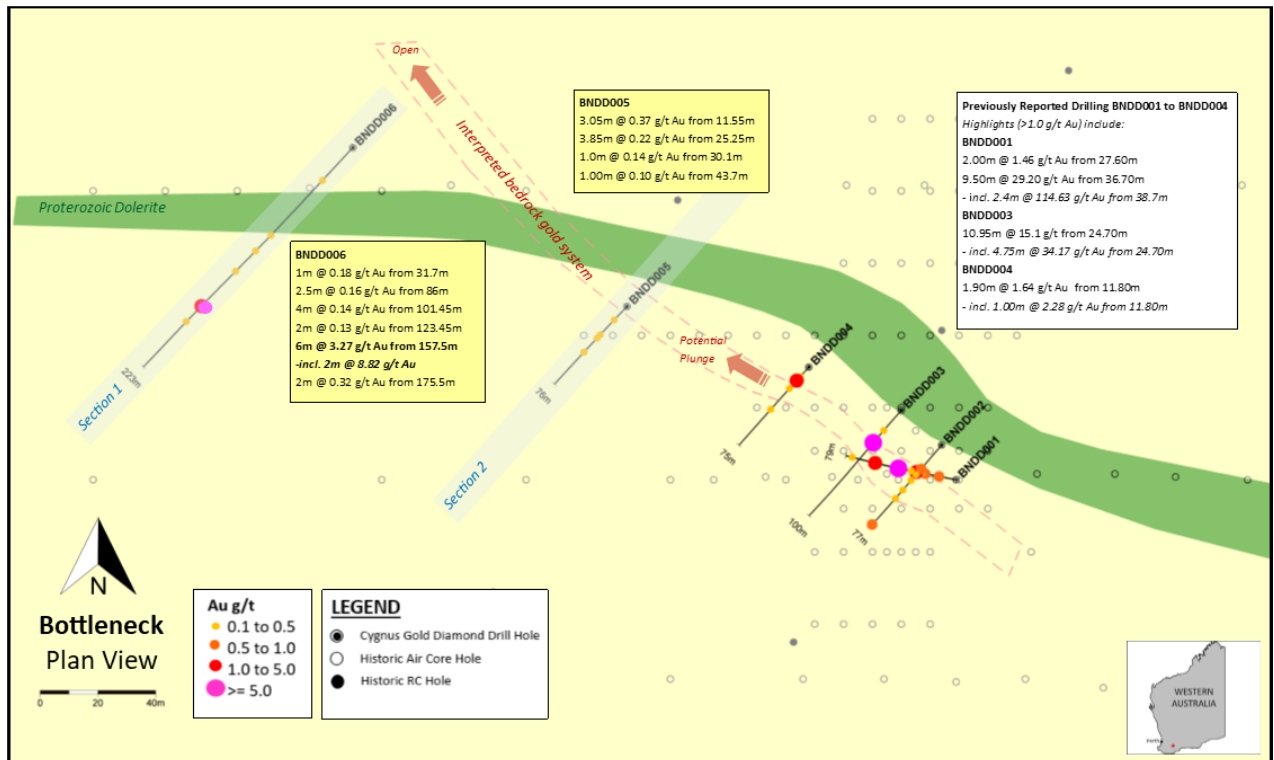 Open
BNDD006
Interpreted bedrock gold system
BNDD005
3.05m @ 0.37 g/t Au from 11.55m
3.85m @ 0.22 g/t Au from 25.25m
1.0m @ 0.14 g/t Au from 30.1m
1.00m @ 0.10 g/t Au from 43.7m
Previously Reported Drilling BNDD001 to BNDD004
Highlights (>1.0 g/t Au) include:
BNDD001
2.00m @ 1.46 g/t Au from 27.60m
9.50m @ 29.20 g/t Au from 36.70m
- incl. 2.4m @ 114.63 g/t Au from 38.7m
BNDD003
10.95m @ 15.1 g/t from 24.70m
- incl. 4.75m @ 34.17 g/t Au from 24.70m
BNDD004
1.90m @ 1.64 g/t Au from 11.80m
- incl. 1.00m @ 2.28 g/t Au from 11.80m
Proterozoic Dolerite
BNDD006
1m @ 0.18 g/t Au from 31.7m
2.5m @ 0.16 g/t Au from 86m
4m @ 0.14 g/t Au from 101.45m
2m @ 0.13 g/t Au from 123.45m
6m @ 3.27 g/t Au from 157.5m
-incl. 2m @ 8.82 g/t Au
2m @ 0.32 g/t Au from 175.5m
BNDD005
Potential
Plunge
BNDD004
BNDD003
BNDD002
BNDD001
223m
Section 1
76m
Section 2
75m
79m
100m
77m
N
Bottleneck
Plan View
0 20 40m
Au g/t
0.1 to 0.5
0.5 to 1.0
1.0 to 5.0
>= 5.0
LEGEND
Cygnus Gold Diamond Drill Hole
Historic Air Core Hole
Historic RC Hole
WESTERN
AUSTRALIA
Perth